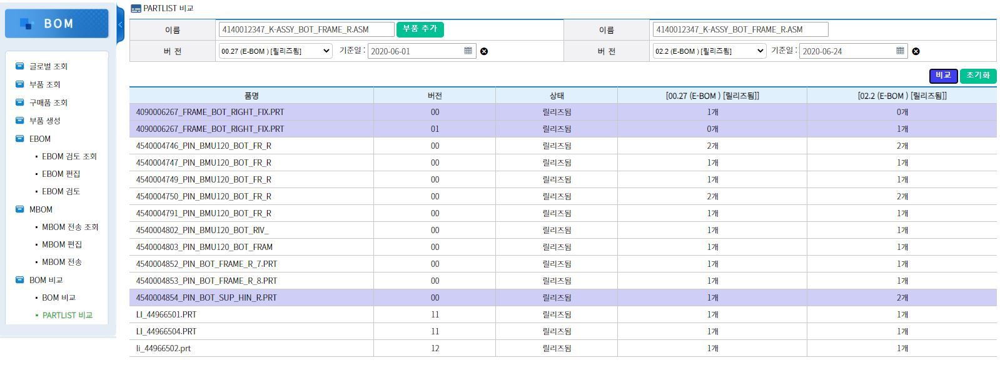 BOM
글로벌 조회
부품 조회
구매품 조회
부품 생성
EBOM
EBOM 검토 조회
EBOM 편집
EBOM 검토
MBOM
MBOM 전송 조회
MBOM 편집
MBOM 전송
BOM 비교
BOM 비교
PARTLIST 비교
PARTLIST 비교
이름 4140012347_K-ASSY_BOT_FRAME_R.ASM 부품 추가 이름 4140012347_K-ASSY_BOT_FRAME_R.ASM
버 전 00.27 (E-BOM ) [릴리즈됨] 기준일 : 2020-06-01 버 전 02.2 (E-BOM ) [릴리즈됨] 기준일 : 2020-06-24
비교 초기화
품명 버전 상태 [00.27 (E-BOM ) [릴리즈됨]] [02.2 (E-BOM ) [릴리즈됨]]
4090006267_FRAME_BOT_RIGHT_FIX.PRT 00 릴리즈됨 1개 0개
4090006267_FRAME_BOT_RIGHT_FIX.PRT 01 릴리즈됨 0개 1개
4540004746_PIN_BMU120_BOT_FR_R 00 릴리즈됨 2개 2개
4540004747_PIN_BMU120_BOT_FR_R 00 릴리즈됨 1개 1개
4540004749_PIN_BMU120_BOT_FR_R 00 릴리즈됨 1개 1개
4540004750_PIN_BMU120_BOT_FR_R 00 릴리즈됨 2개 2개
4540004791_PIN_BMU120_BOT_FR_R 00 릴리즈됨 1개 1개
4540004802_PIN_BMU120_BOT_RIV_ 00 릴리즈됨 1개 1개
4540004803_PIN_BMU120_BOT_FRAM 00 릴리즈됨 1개 1개
4540004852_PIN_BOT_FRAME_R_7.PRT 00 릴리즈됨 1개 1개
4540004853_PIN_BOT_FRAME_R_8.PRT 00 릴리즈됨 1개 1개
4540004854_PIN_BOT_SUP_HIN_R.PRT 00 릴리즈됨 1개 2개
LI_44966501.PRT 11 릴리즈됨 1개 1개
LI_44966504.PRT 11 릴리즈됨 1개 1개
li_44966502.prt 12 릴리즈됨 1개 1개